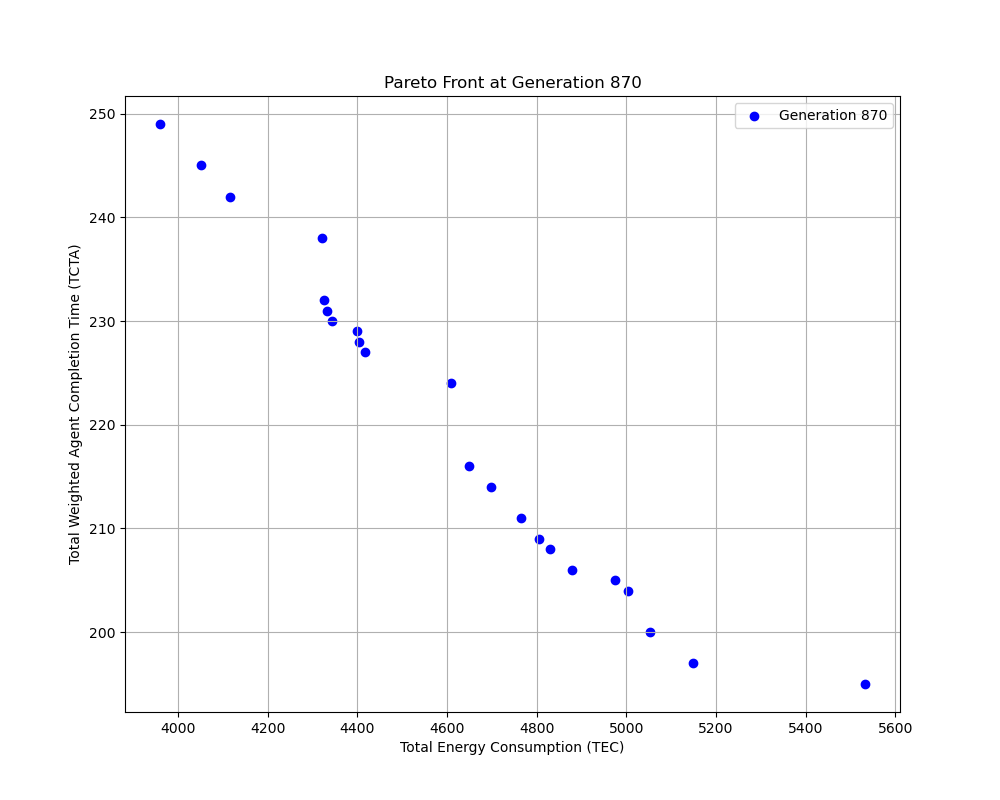 Pareto Front at Generation 870
Generation 870
250
240
230
220
210
200
Total Weighted Agent Completion Time (TCTA)
4000 4200 4400 4600 4800 5000 5200 5400 5600
Total Energy Consumption (TEC)